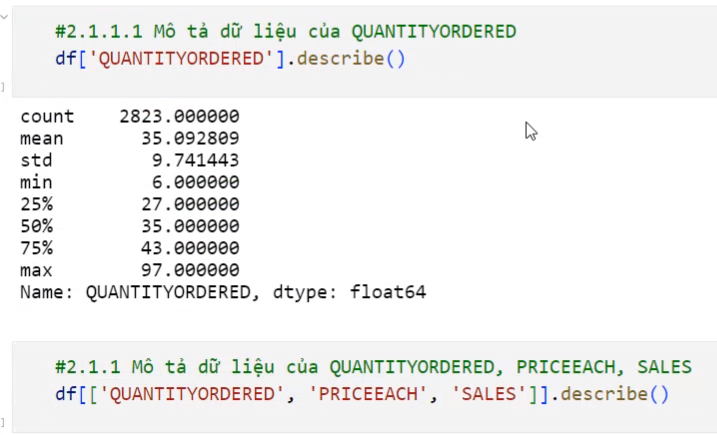 #2.1.1.1 Mô tả dữ liệu của QUANTITYORDERED
df['QUANTITYORDERED'].describe()
]
count    2823.000000
mean       35.092809
std         9.741443
min         6.000000
25%        27.000000
50%        35.000000
75%        43.000000
max        97.000000
Name: QUANTITYORDERED, dtype: float64
#2.1.1 Mô tả dữ liệu của QUANTITYORDERED, PRICEEACH, SALES
df[['QUANTITYORDERED', 'PRICEEACH', 'SALES']].describe()
]